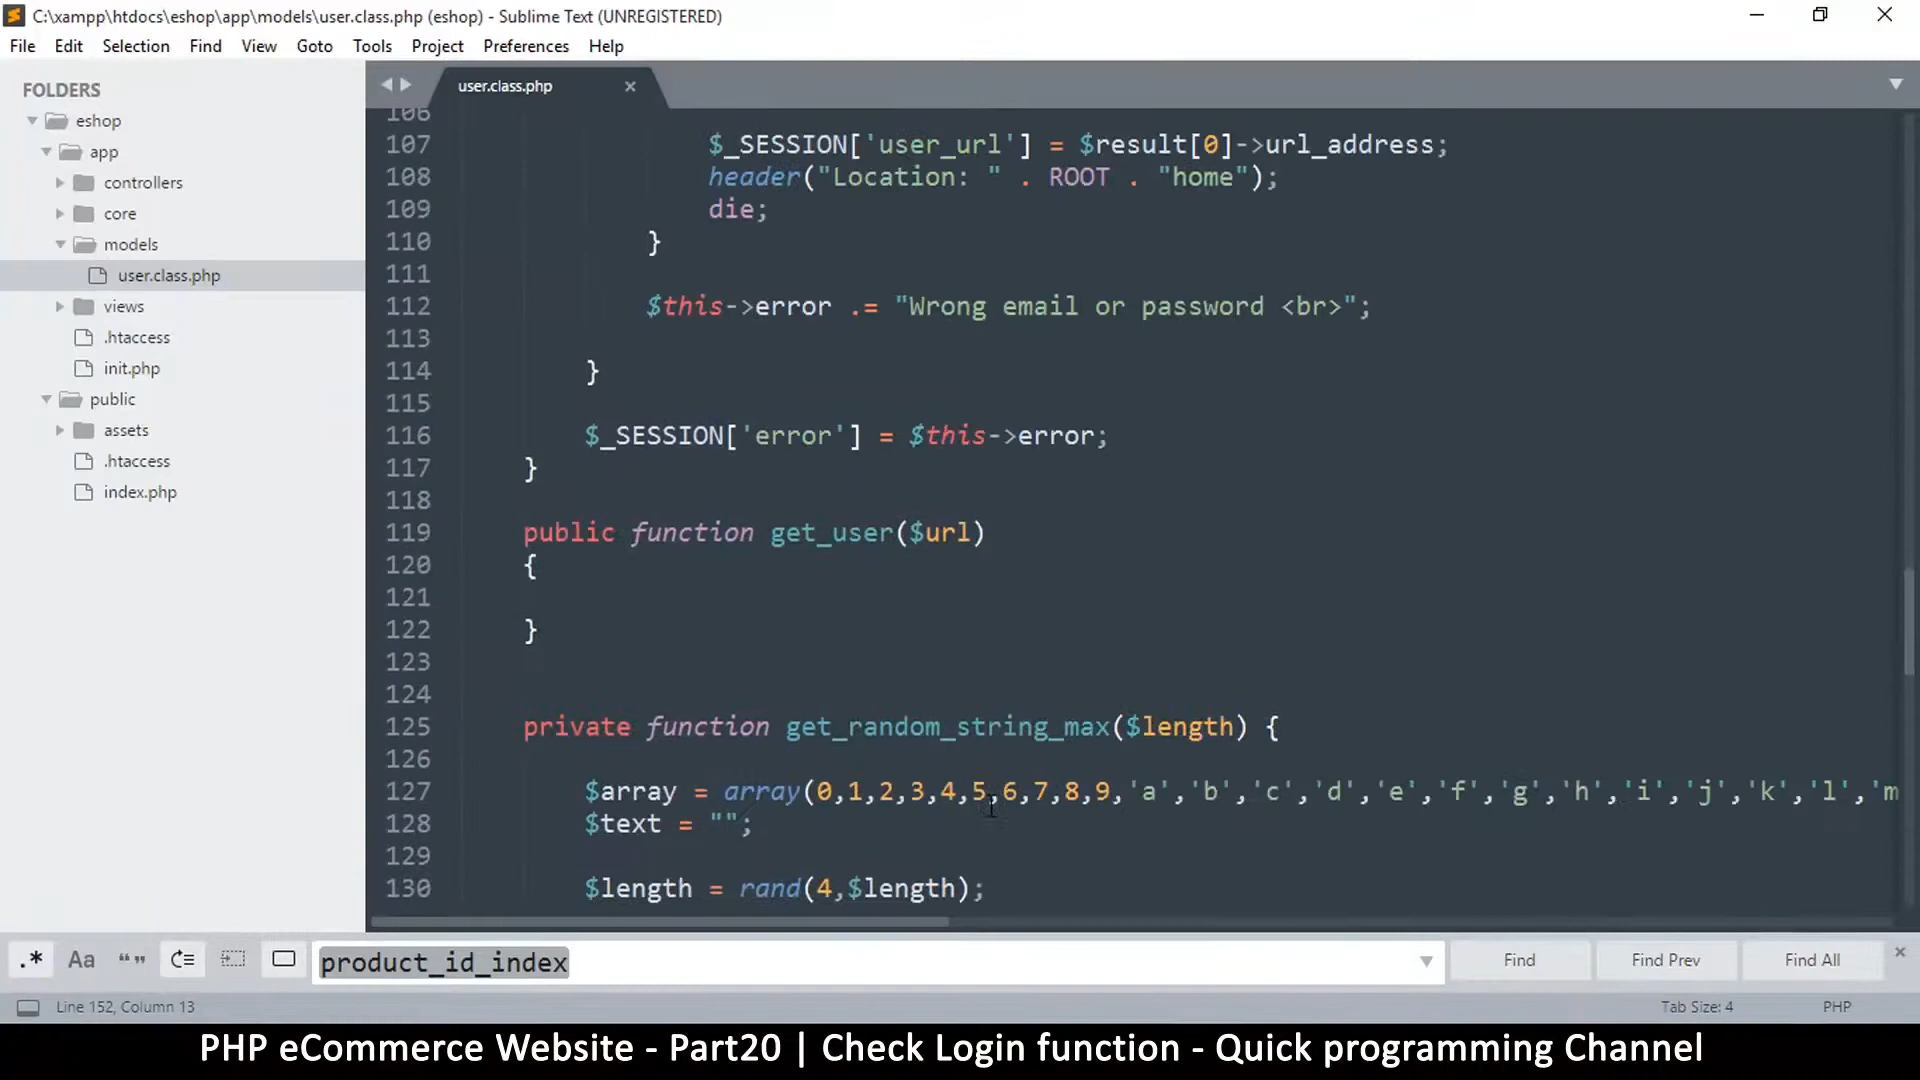 C:\xampp\htdocs\eshop\app\models\user.class.php (eshop) - Sublime Text (UNREGISTERED)
File Edit Selection Find View Goto Tools Project Preferences Help
FOLDERS
eshop
app
controllers
core
models
user.class.php
views
.htaccess
init.php
public
assets
.htaccess
index.php
user.class.php
106
107 $_SESSION['user_url'] = $result[0]->url_address;
108 header("Location: " . ROOT . "home");
109 die;
110 }
111
112 $this->error .= "Wrong email or password <br>";
113
114 }
115
116 $_SESSION['error'] = $this->error;
117 }
118
119 public function get_user($url)
120 {
121
122 }
123
124
125 private function get_random_string_max($length) {
126
127 $array = array(0,1,2,3,4,5,6,7,8,9,'a','b','c','d','e','f','g','h','i','j','k','l','m
128 $text = "";
129
130 $length = rand(4,$length);
.* Aa “ ” product_id_index Find Find Prev Find All
Line 152, Column 13 Tab Size: 4 PHP
PHP eCommerce Website - Part20 | Check Login function - Quick programming Channel